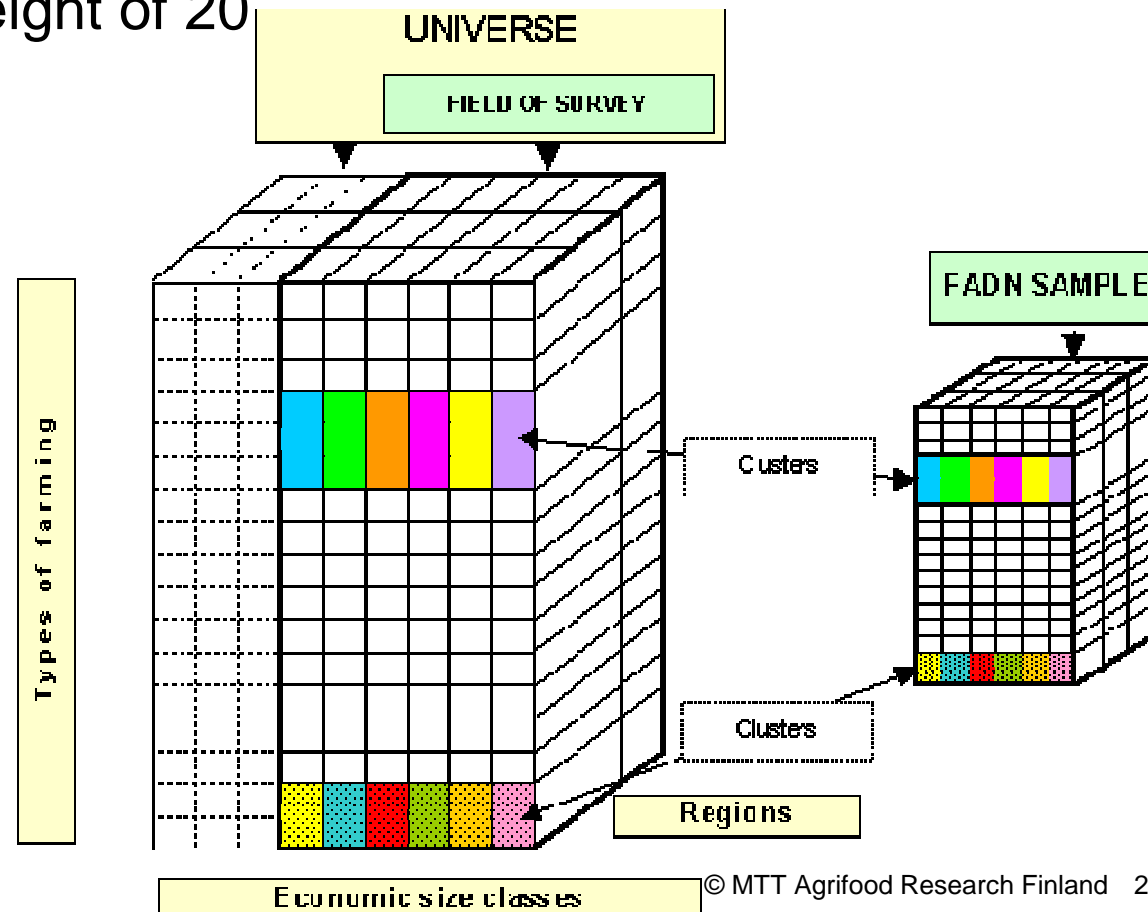 eight of 20
UNIVERSE
FIELD OF SURVEY
FADN SAMPLE
Types of farming
C usters
Clusters
Regions
Economic size classes
© MTT Agrifood Research Finland 2